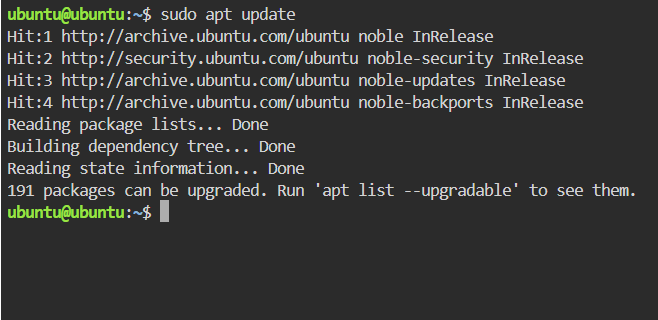 ubuntu@ubuntu:~$ sudo apt update
Hit:1 http://archive.ubuntu.com/ubuntu noble InRelease
Hit:2 http://security.ubuntu.com/ubuntu noble-security InRelease
Hit:3 http://archive.ubuntu.com/ubuntu noble-updates InRelease
Hit:4 http://archive.ubuntu.com/ubuntu noble-backports InRelease
Reading package lists... Done
Building dependency tree... Done
Reading state information... Done
191 packages can be upgraded. Run 'apt list --upgradable' to see them.
ubuntu@ubuntu:~$